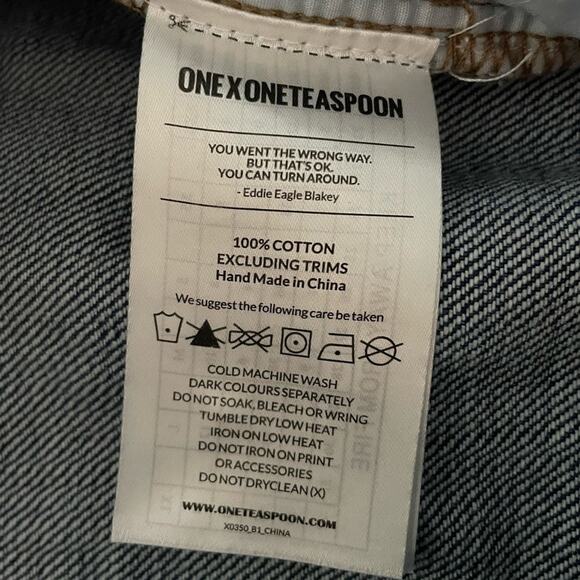 ONEXONETEASPOON
YOU WENT THE WRONG WAY.
BUT THAT'S OK.
YOU CAN TURN AROUND.
- Eddie Eagle Blakey
100% COTTON
EXCLUDING TRIMS
Hand Made in China
We suggest the following care be taken
COLD MACHINE WASH
DARK COLOURS SEPARATELY
DO NOT SOAK, BLEACH OR WRING
TUMBLE DRY LOW HEAT
IRON ON LOW HEAT
DO NOT IRON ON PRINT
OR ACCESSORIES
DO NOT DRYCLEAN (X)
WWW.ONETEASPOON.COM
X0350_B1_CHINA